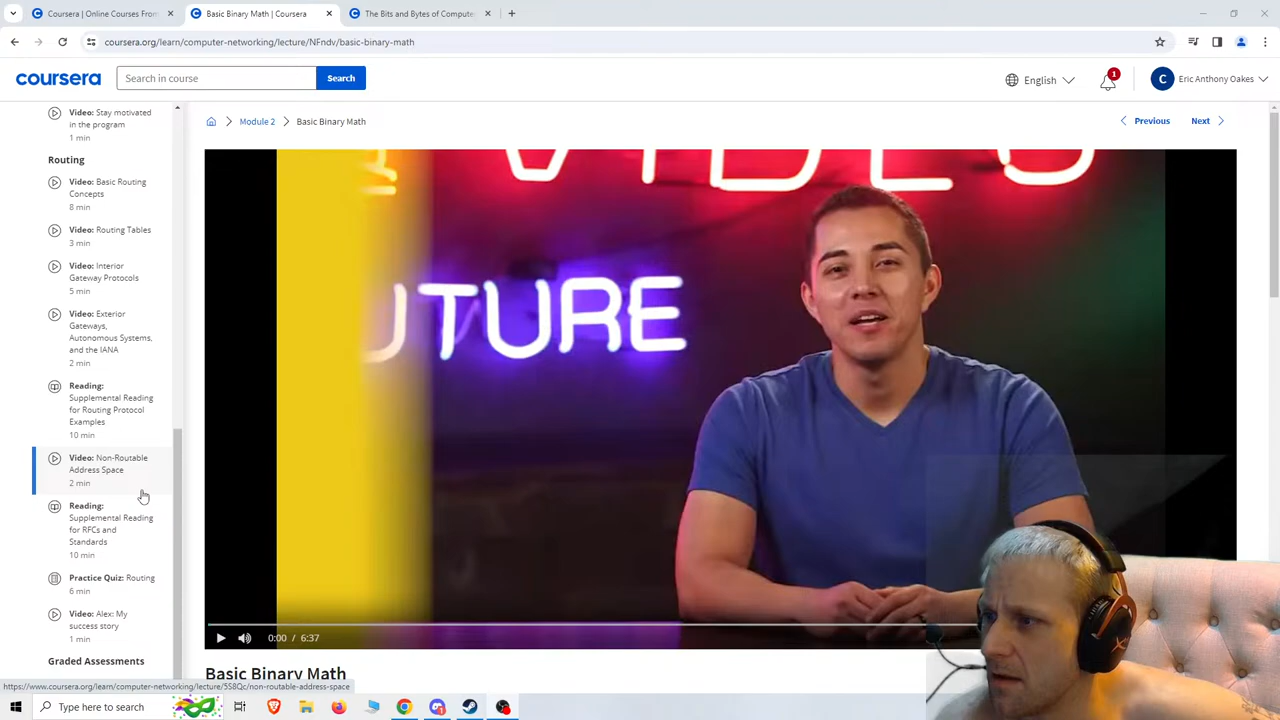 Coursera | Online Courses From
Basic Binary Math | Coursera
The Bits and Bytes of Compute
coursera.org/learn/computer-networking/lecture/NFndv/basic-binary-math
coursera
Search in course
Search
English
1
C
Eric Anthony Oakes
Video: Stay motivated
in the program
1 min
Routing
Video: Basic Routing
Concepts
8 min
Video: Routing Tables
3 min
Video: Interior
Gateway Protocols
5 min
Video: Exterior
Gateways,
Autonomous Systems,
and the IANA
2 min
Reading:
Supplemental Reading
for Routing Protocol
Examples
10 min
Video: Non-Routable
Address Space
2 min
Reading:
Supplemental Reading
for RFCs and
Standards
10 min
Practice Quiz: Routing
6 min
Video: Alex: My
success story
1 min
Graded Assessments
Module 2
Basic Binary Math
Previous
Next
VIDEO
UTURE
0:00 / 6:37
Basic Binary Math
https://www.coursera.org/learn/computer-networking/lecture/5S8Qc/non-routable-address-space
Type here to search